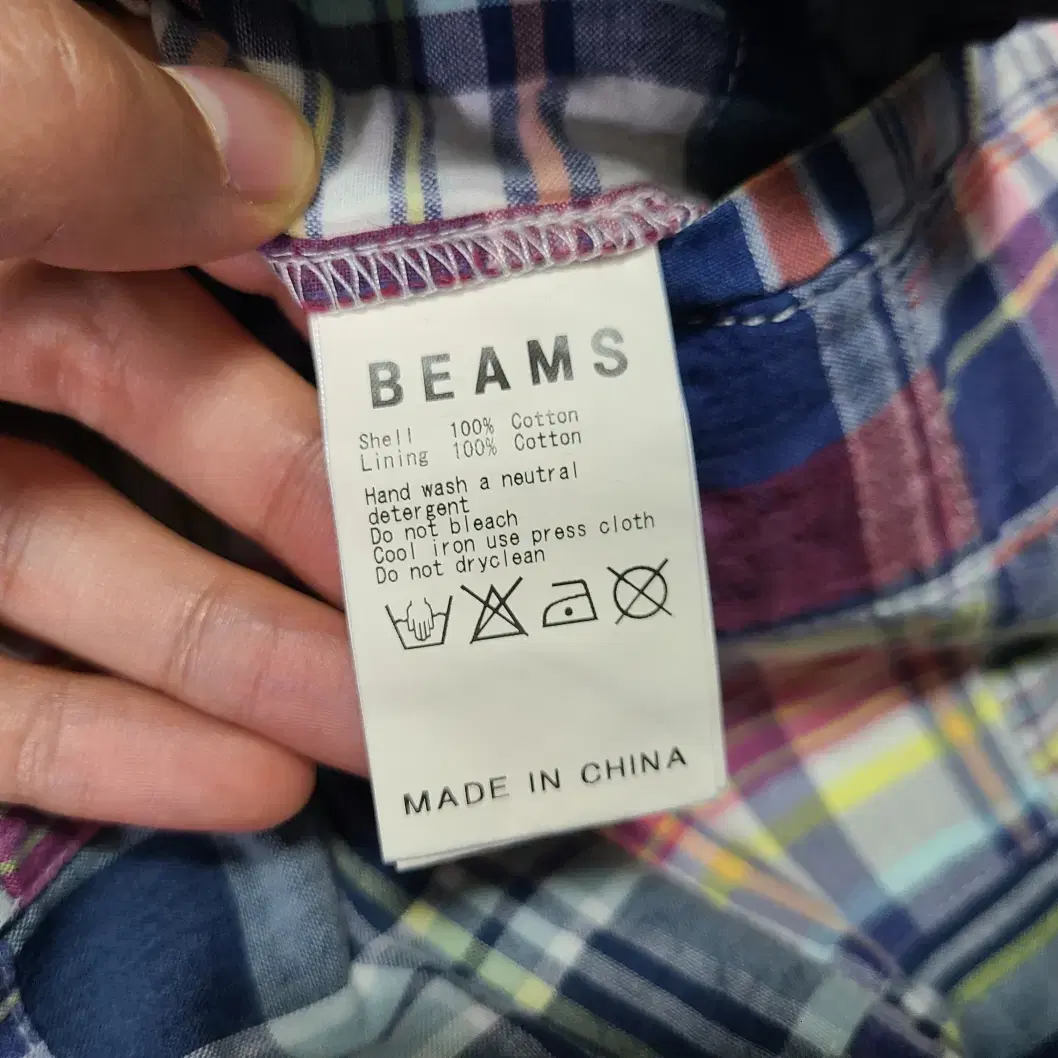 BEAMS
Shell 100% Cotton
Lining 100% Cotton
Hand wash a neutral
detergent
Do not bleach
Cool iron use press cloth
Do not dryclean
MADE IN CHINA